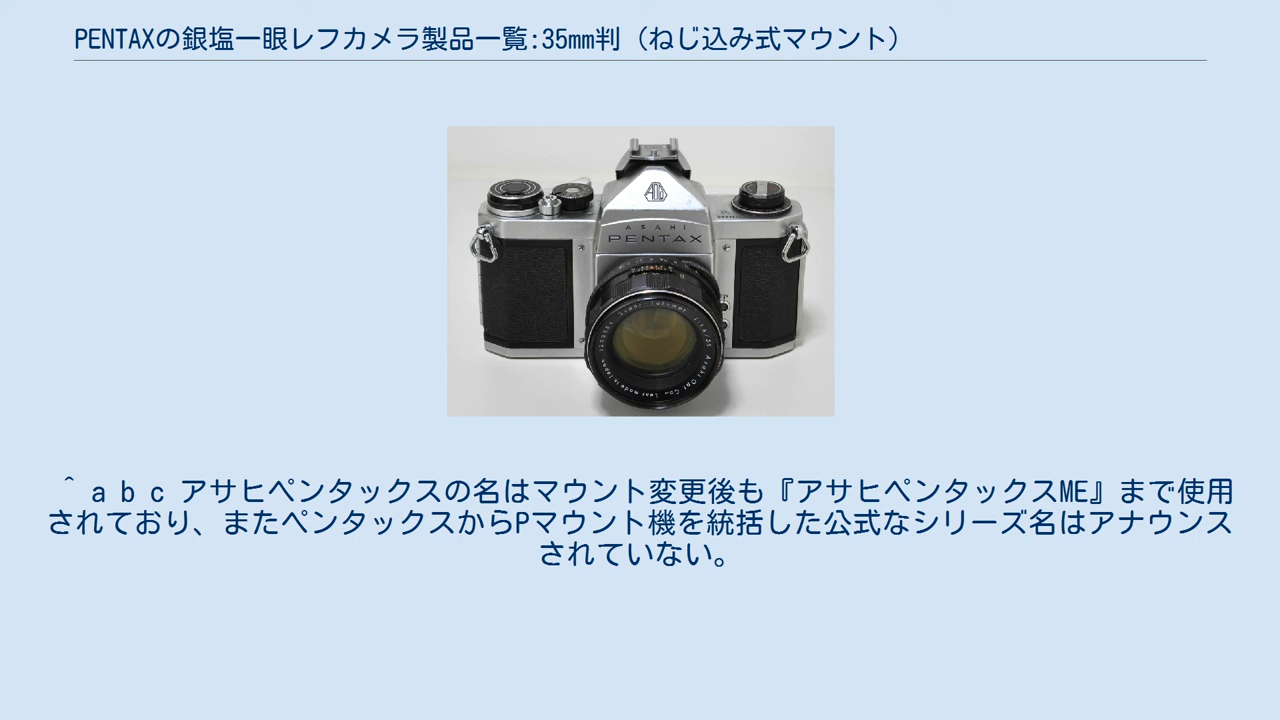 PENTAXの銀塩一眼レフカメラ製品一覧:35mm判（ねじ込み式マウント）
ASAHI
PENTAX
^ a b c アサヒペンタックスの名はマウント変更後も『アサヒペンタックスME』まで使用
されており、またペンタックスからPマウント機を統括した公式なシリーズ名はアナウンス
されていない。